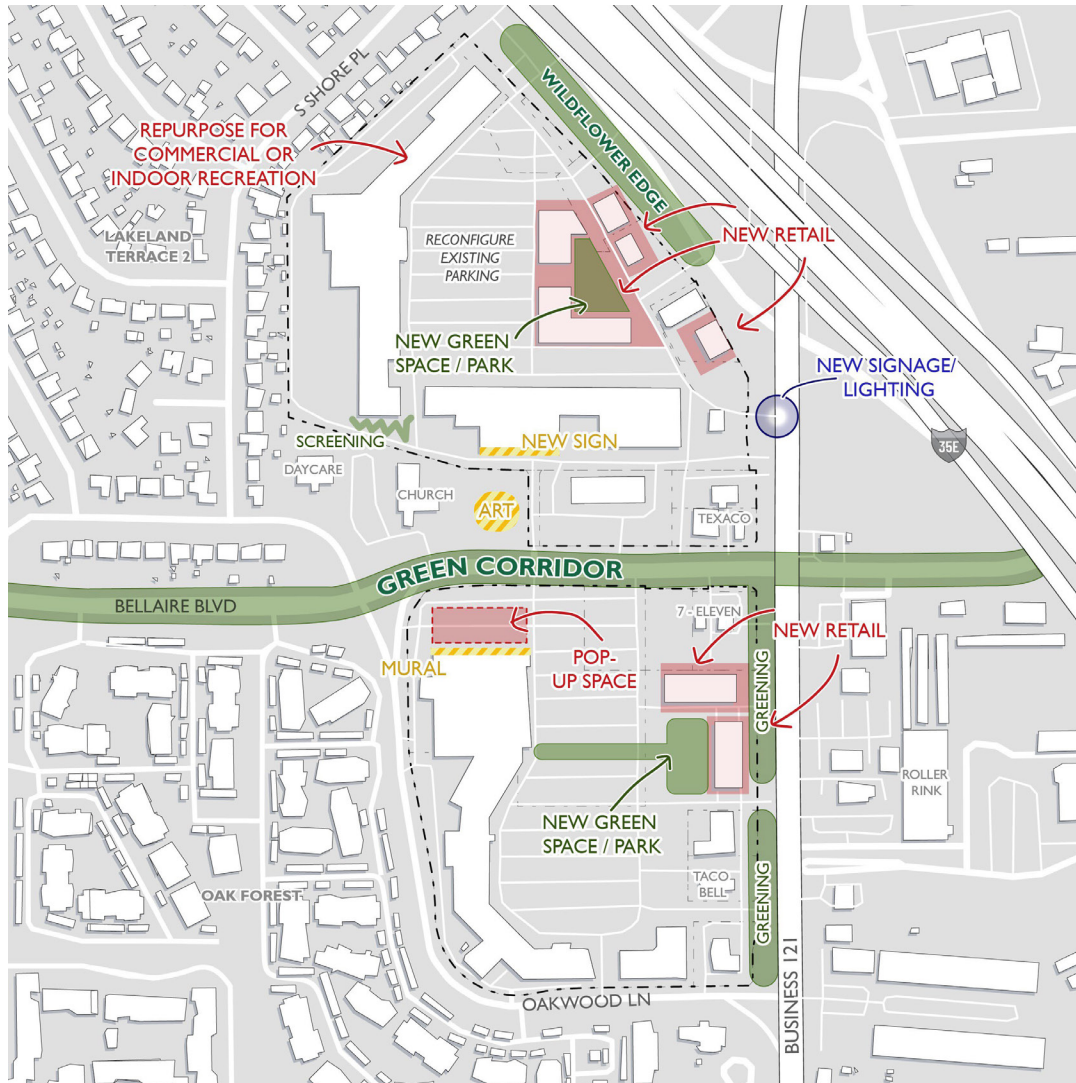 S SHORE PL
WILDFLOWER EDGE
REPURPOSE FOR
COMMERCIAL OR
INDOOR RECREATION
LAKELAND
TERRACE 2
RECONFIGURE
EXISTING
PARKING
NEW RETAIL
NEW GREEN
SPACE / PARK
NEW SIGNAGE/
LIGHTING
35E
SCREENING
NEW SIGN
DAYCARE
CHURCH
ART
TEXACO
GREEN CORRIDOR
BELLAIRE BLVD
7 - ELEVEN
NEW RETAIL
MURAL
POP-
UP SPACE
GREENING
ROLLER
RINK
NEW GREEN
SPACE / PARK
TACO
BELL
OAK FOREST
GREENING
OAKWOOD LN
BUSINESS 121